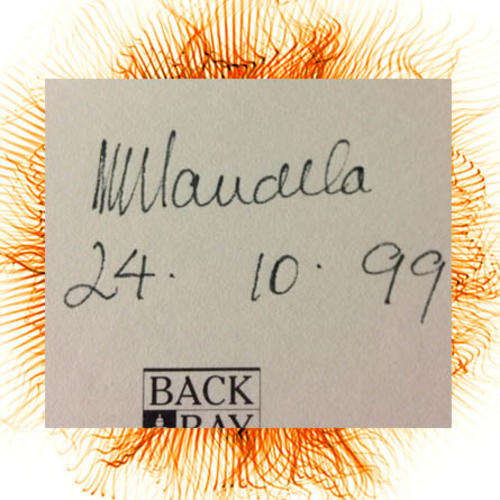 NMandela
24. 10. 99
BACK
BAY